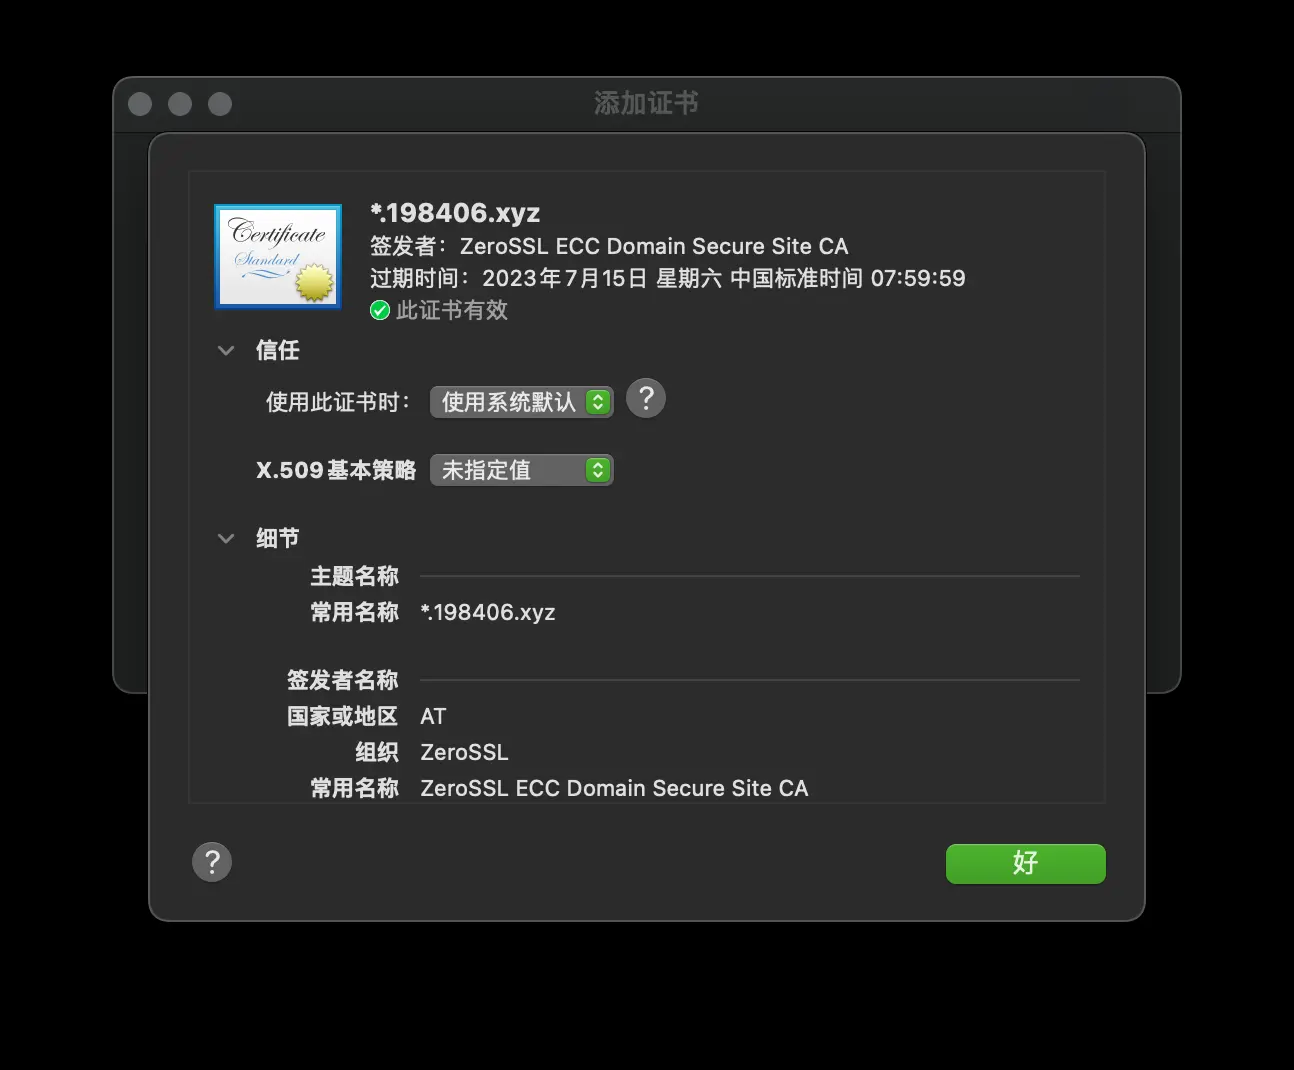 添加证书
Certificate
Standard
*.198406.xyz
签发者：ZeroSSL ECC Domain Secure Site CA
过期时间：2023年7月15日 星期六 中国标准时间 07:59:59
此证书有效
信任
使用此证书时： 使用系统默认 ?
X.509基本策略 未指定值
细节
主题名称
常用名称 *.198406.xyz
签发者名称
国家或地区 AT
组织 ZeroSSL
常用名称 ZeroSSL ECC Domain Secure Site CA
? 好